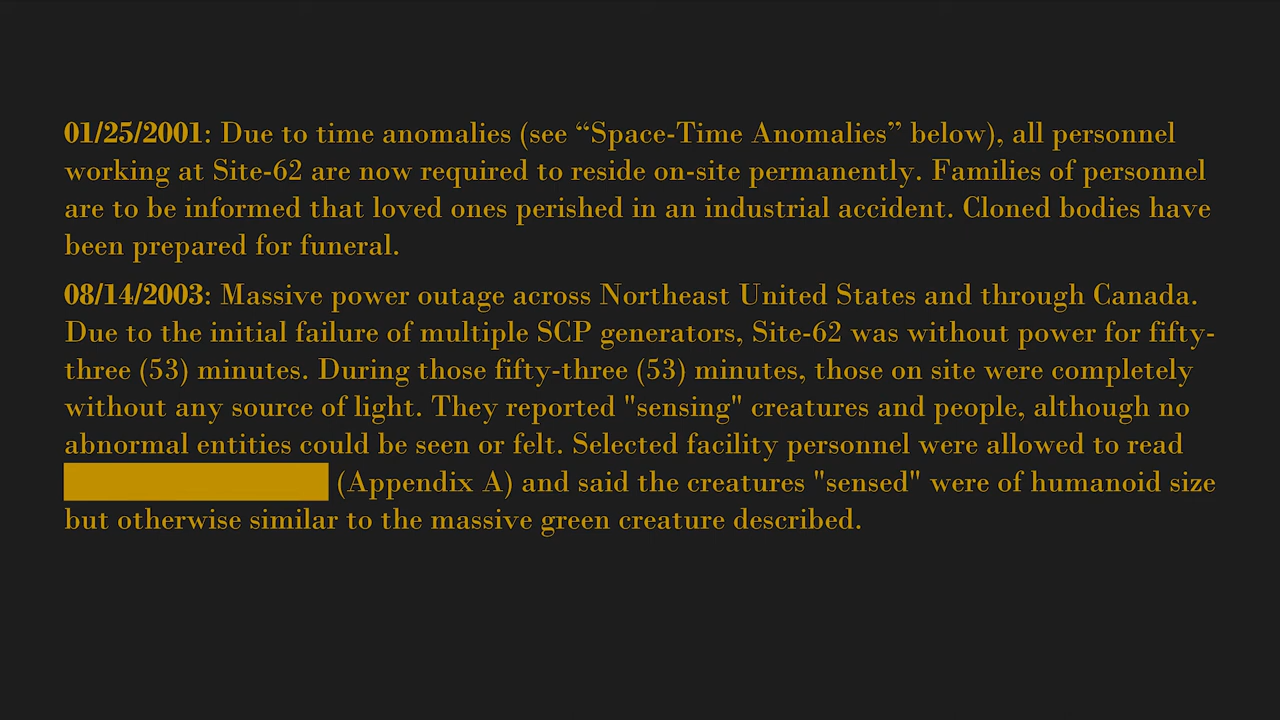 01/25/2001: Due to time anomalies (see “Space-Time Anomalies” below), all personnel
working at Site-62 are now required to reside on-site permanently. Families of personnel
are to be informed that loved ones perished in an industrial accident. Cloned bodies have
been prepared for funeral.
08/14/2003: Massive power outage across Northeast United States and through Canada.
Due to the initial failure of multiple SCP generators, Site-62 was without power for fifty-
three (53) minutes. During those fifty-three (53) minutes, those on site were completely
without any source of light. They reported "sensing" creatures and people, although no
abnormal entities could be seen or felt. Selected facility personnel were allowed to read
(Appendix A) and said the creatures "sensed" were of humanoid size
but otherwise similar to the massive green creature described.